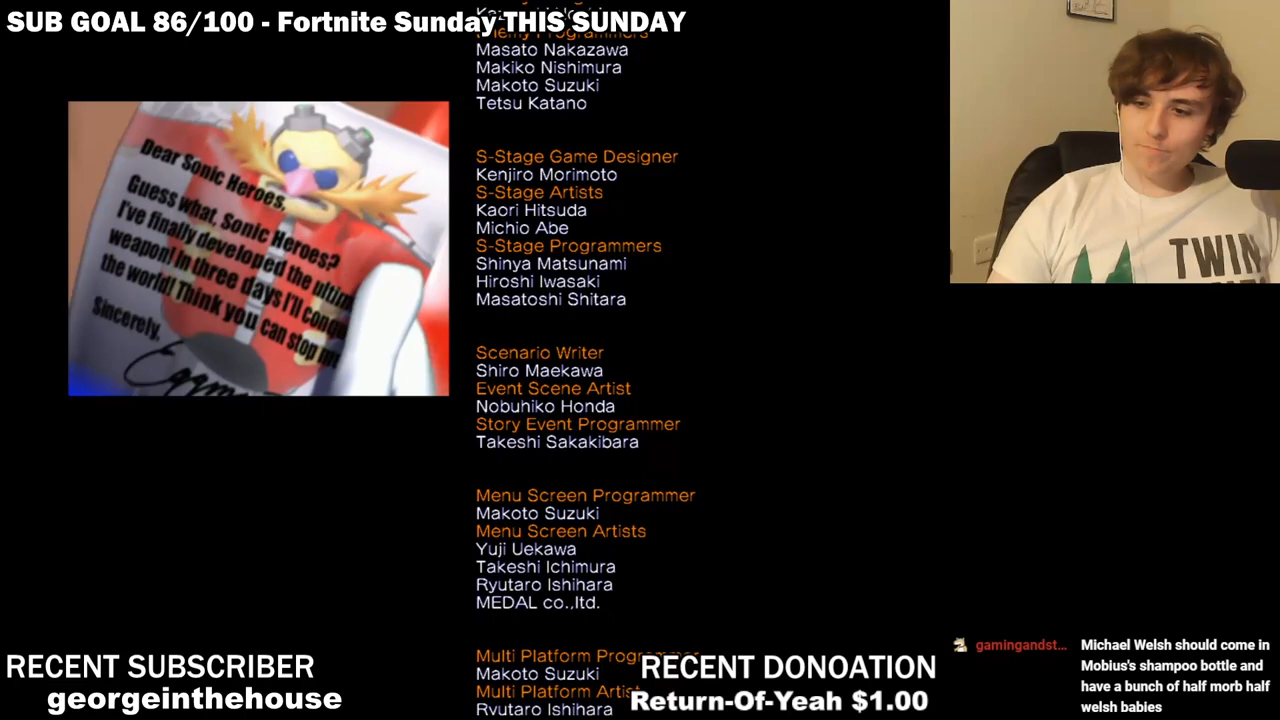 SUB GOAL 86/100 - Fortnite Sunday THIS SUNDAY
Masato Nakazawa
Makiko Nishimura
Makoto Suzuki
Tetsu Katano
S-Stage Game Designer
Kenjiro Morimoto
S-Stage Artists
Kaori Hitsuda
Michio Abe
S-Stage Programmers
Shinya Matsunami
Hiroshi Iwasaki
Masatoshi Shitara
Scenario Writer
Shiro Maekawa
Event Scene Artist
Nobuhiko Honda
Story Event Programmer
Takeshi Sakakibara
Menu Screen Programmer
Makoto Suzuki
Menu Screen Artists
Yuji Uekawa
Takeshi Ichimura
Ryutaro Ishihara
MEDAL co.,ltd.
Multi Platform
Makoto Suzuki
Multi Platform
Ryutaro Ishihara
Dear Sonic Heroes,
Guess what, Sonic Heroes?
I've finally developed the
weapon! In three days I'll
the world! Think you can stop
Sincerely,
TWIN
RECENT SUBSCRIBER
georgeinthehouse
RECENT DONOATION
Return-Of-Yeah $1.00
gamingandst... Michael Welsh should come in
Mobius's shampoo bottle and
have a bunch of half morb half
welsh babies